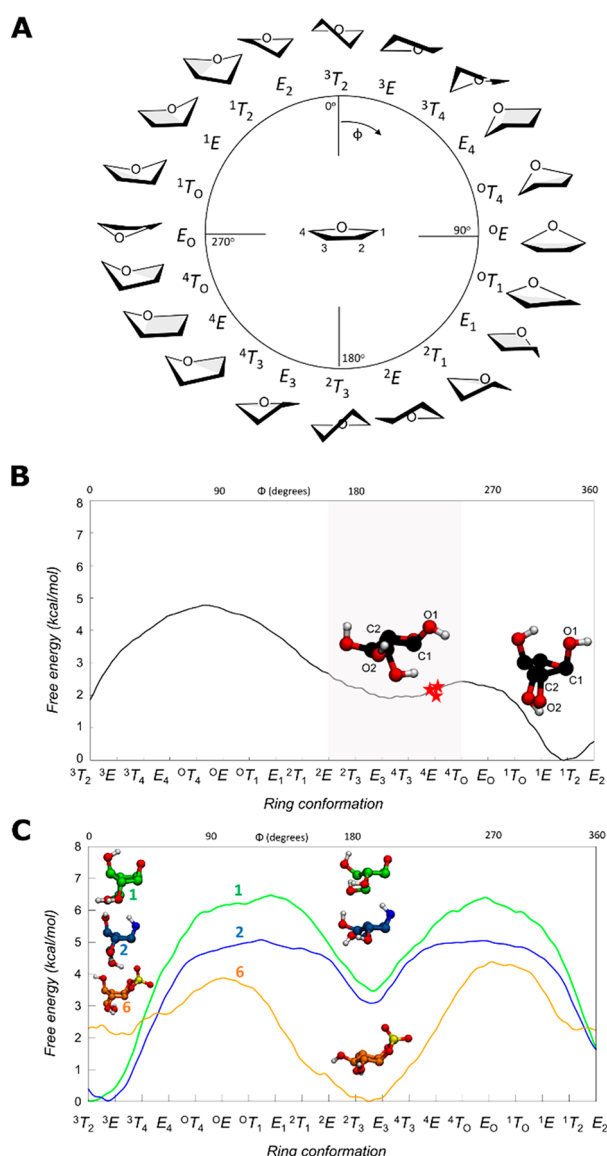 A
³T₂
0°
³E
³T₄
E₄
ᴼT₄
90°
ᴼE
ᴼT₁
E₁
²T₁
²E
180°
²T₃
E₃
⁴T₃
⁴E
⁴Tₒ
270°
Eₒ
¹Tₒ
¹E
¹T₂
E₂
ϕ
O
4 3 2 1
O O O O O O O O O O O O O O O O O O O O
B
0 90 Φ (degrees) 180 270 360
8
7
6
5
4
3
2
1
0
Free energy (kcal/mol)
O1
C2
O2
C1
O1
C2
C1
O2
³T₂ ³E ³T₄ E₄ ᴼT₄ ᴼE ᴼT₁ E₁ ²T₁ ²E ²T₃ E₃ ⁴T₃ ⁴E ⁴Tₒ Eₒ ¹Tₒ ¹E ¹T₂ E₂
Ring conformation
C
0 90 Φ (degrees) 180 270 360
8
7
6
5
4
3
2
1
0
Free energy (kcal/mol)
1
2
6
1
2
6
³T₂ ³E ³T₄ E₄ ᴼT₄ ᴼE ᴼT₁ E₁ ²T₁ ²E ²T₃ E₃ ⁴T₃ ⁴E ⁴Tₒ Eₒ ¹Tₒ ¹E ¹T₂ E₂
Ring conformation